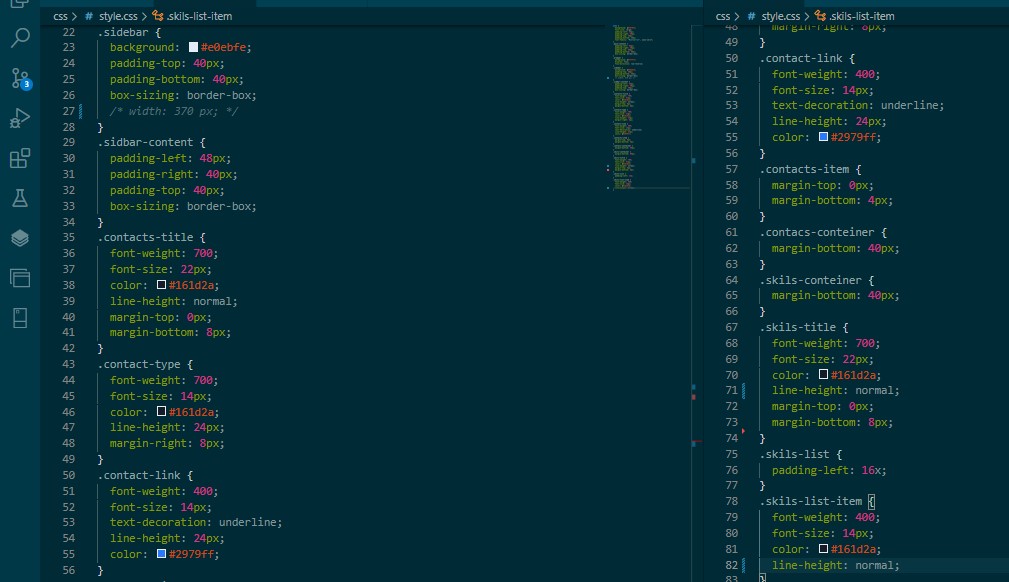 css > # style.css > .skils-list-item
22 .sidebar {
23 background: #e0ebfe;
24 padding-top: 40px;
25 padding-bottom: 40px;
26 box-sizing: border-box;
27 /* width: 370 px; */
28 }
29 .sidbar-content {
30 padding-left: 48px;
31 padding-right: 40px;
32 padding-top: 40px;
33 box-sizing: border-box;
34 }
35 .contacts-title {
36 font-weight: 700;
37 font-size: 22px;
38 color: #161d2a;
39 line-height: normal;
40 margin-top: 0px;
41 margin-bottom: 8px;
42 }
43 .contact-type {
44 font-weight: 700;
45 font-size: 14px;
46 color: #161d2a;
47 line-height: 24px;
48 margin-right: 8px;
49 }
50 .contact-link {
51 font-weight: 400;
52 font-size: 14px;
53 text-decoration: underline;
54 line-height: 24px;
55 color: #2979ff;
56 }
3
css > # style.css > .skils-list-item
48 margin-right: 8px;
49 }
50 .contact-link {
51 font-weight: 400;
52 font-size: 14px;
53 text-decoration: underline;
54 line-height: 24px;
55 color: #2979ff;
56 }
57 .contacts-item {
58 margin-top: 0px;
59 margin-bottom: 4px;
60 }
61 .contacs-conteiner {
62 margin-bottom: 40px;
63 }
64 .skils-conteiner {
65 margin-bottom: 40px;
66 }
67 .skils-title {
68 font-weight: 700;
69 font-size: 22px;
70 color: #161d2a;
71 line-height: normal;
72 margin-top: 0px;
73 margin-bottom: 8px;
74 }
75 .skils-list {
76 padding-left: 16x;
77 }
78 .skils-list-item {
79 font-weight: 400;
80 font-size: 14px;
81 color: #161d2a;
82 line-height: normal;
83 }